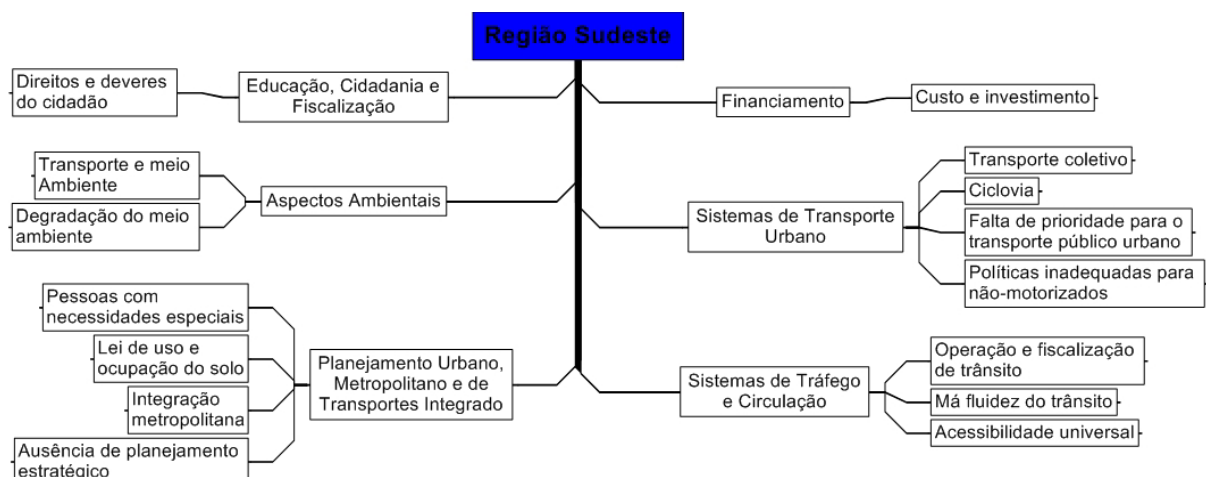 Região Sudeste
Direitos e deveres
do cidadão
Educação, Cidadania e
Fiscalização
Transporte e meio
Ambiente
Degradação do meio
ambiente
Aspectos Ambientais
Pessoas com
necessidades especiais
Lei de uso e
ocupação do solo
Integração
metropolitana
Ausência de planejamento
estratégico
Planejamento Urbano,
Metropolitano e de
Transportes Integrado
Financiamento
Custo e investimento
Sistemas de Transporte
Urbano
Transporte coletivo
Ciclovia
Falta de prioridade para o
transporte público urbano
Políticas inadequadas para
não-motorizados
Sistemas de Tráfego
e Circulação
Operação e fiscalização
de trânsito
Má fluidez do trânsito
Acessibilidade universal